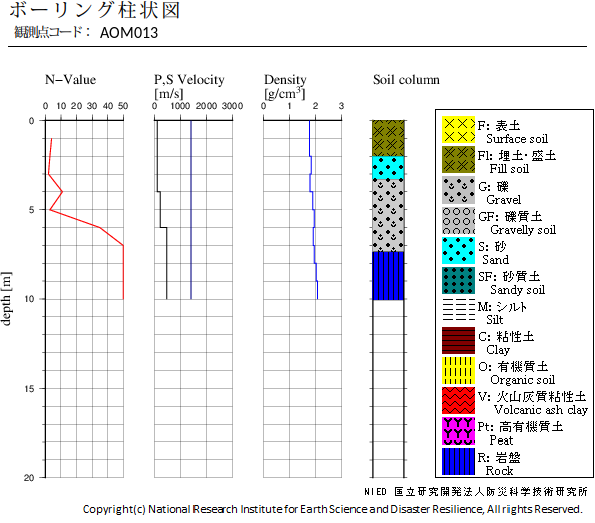 ボーリング柱状図
観測点コード： AOM013
N−Value
P,S Velocity
[m/s]
Density
[g/cm³]
Soil column
0 10 20 30 40 50
0 1000 2000 3000
0 1 2 3
0
5
10
15
20
depth [m]
F: 表土
Surface soil
Fl: 埋土・盛土
Fill soil
G: 礫
Gravel
GF: 礫質土
Gravelly soil
S: 砂
Sand
SF: 砂質土
Sandy soil
M: シルト
Silt
C: 粘性土
Clay
O: 有機質土
Organic soil
V: 火山灰質粘性土
Volcanic ash clay
Pt: 高有機質土
Peat
R: 岩盤
Rock
NIED 国立研究開発法人防災科学技術研究所
Copyright(c) National Research Institute for Earth Science and Disaster Resilience, All rights Reserved.